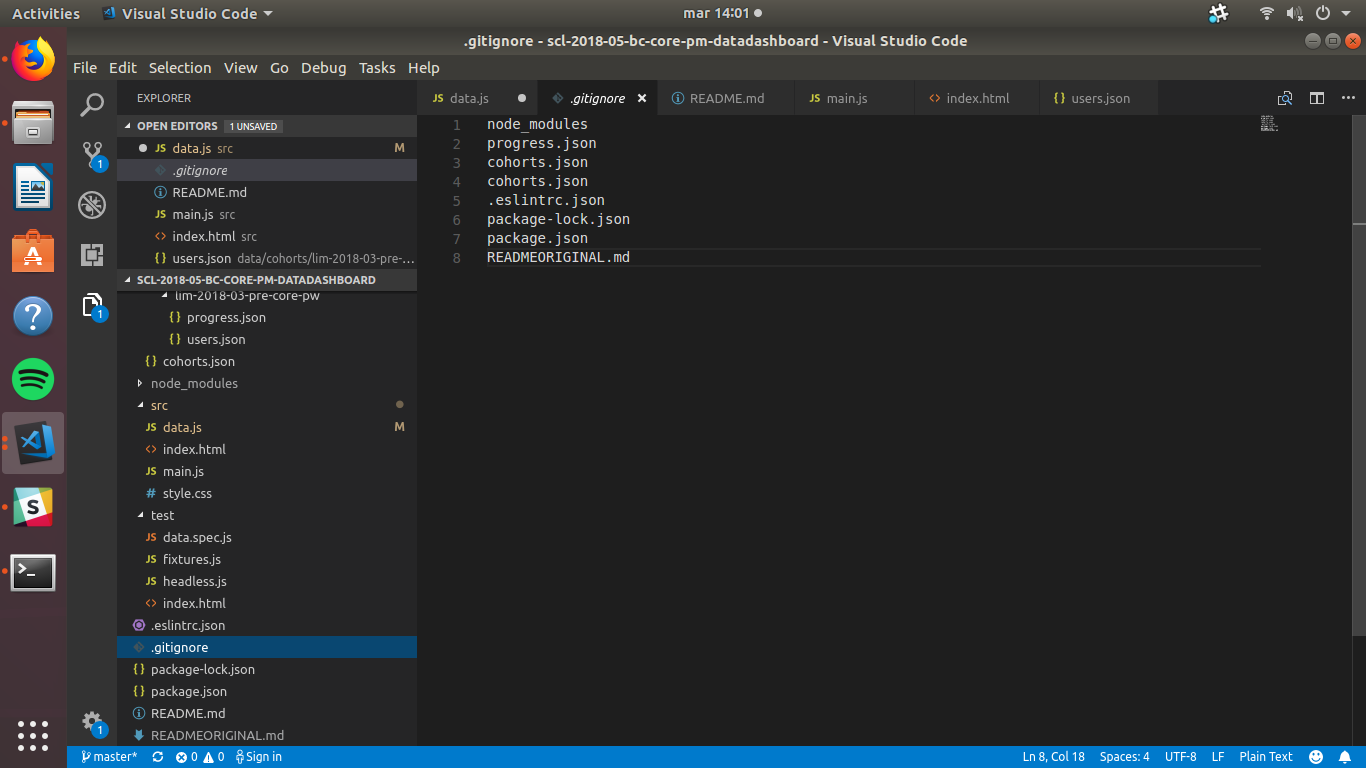 Activities Visual Studio Code mar 14:01
.gitignore - scl-2018-05-bc-core-pm-datadashboard - Visual Studio Code
File Edit Selection View Go Debug Tasks Help
EXPLORER
OPEN EDITORS 1 UNSAVED
JS data.js src M
.gitignore
README.md
JS main.js src
<> index.html src
{} users.json data/cohorts/lim-2018-03-pre-...
SCL-2018-05-BC-CORE-PM-DATADASHBOARD
lim-2018-03-pre-core-pw
{} progress.json
{} users.json
{} cohorts.json
node_modules
src
JS data.js M
<> index.html
JS main.js
# style.css
test
JS data.spec.js
JS fixtures.js
JS headless.js
<> index.html
.eslintrc.json
.gitignore
{} package-lock.json
{} package.json
README.md
READMEORIGINAL.md
1
1
1
JS data.js .gitignore × README.md JS main.js <> index.html {} users.json ...
1 node_modules
2 progress.json
3 cohorts.json
4 cohorts.json
5 .eslintrc.json
6 package-lock.json
7 package.json
8 READMEORIGINAL.md
master* 0 0 Sign in Ln 8, Col 18 Spaces: 4 UTF-8 LF Plain Text